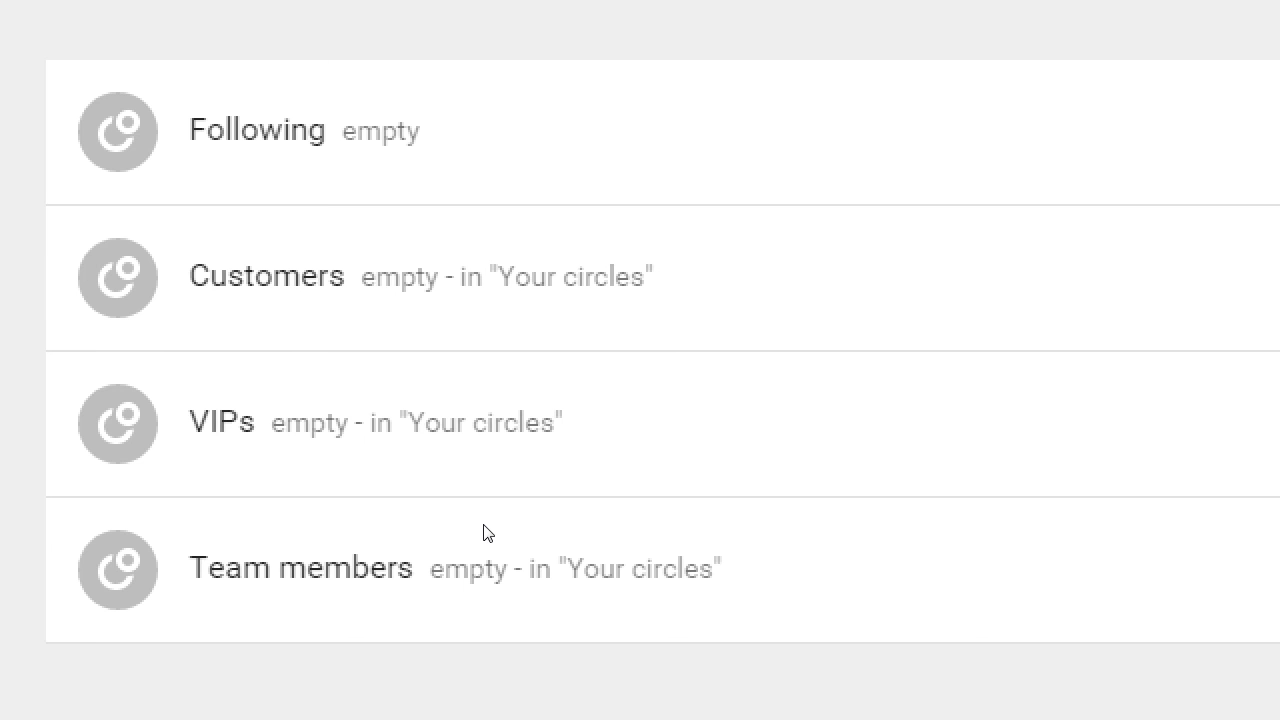 Following empty
Customers empty - in "Your circles"
VIPs empty - in "Your circles"
Team members empty - in "Your circles"